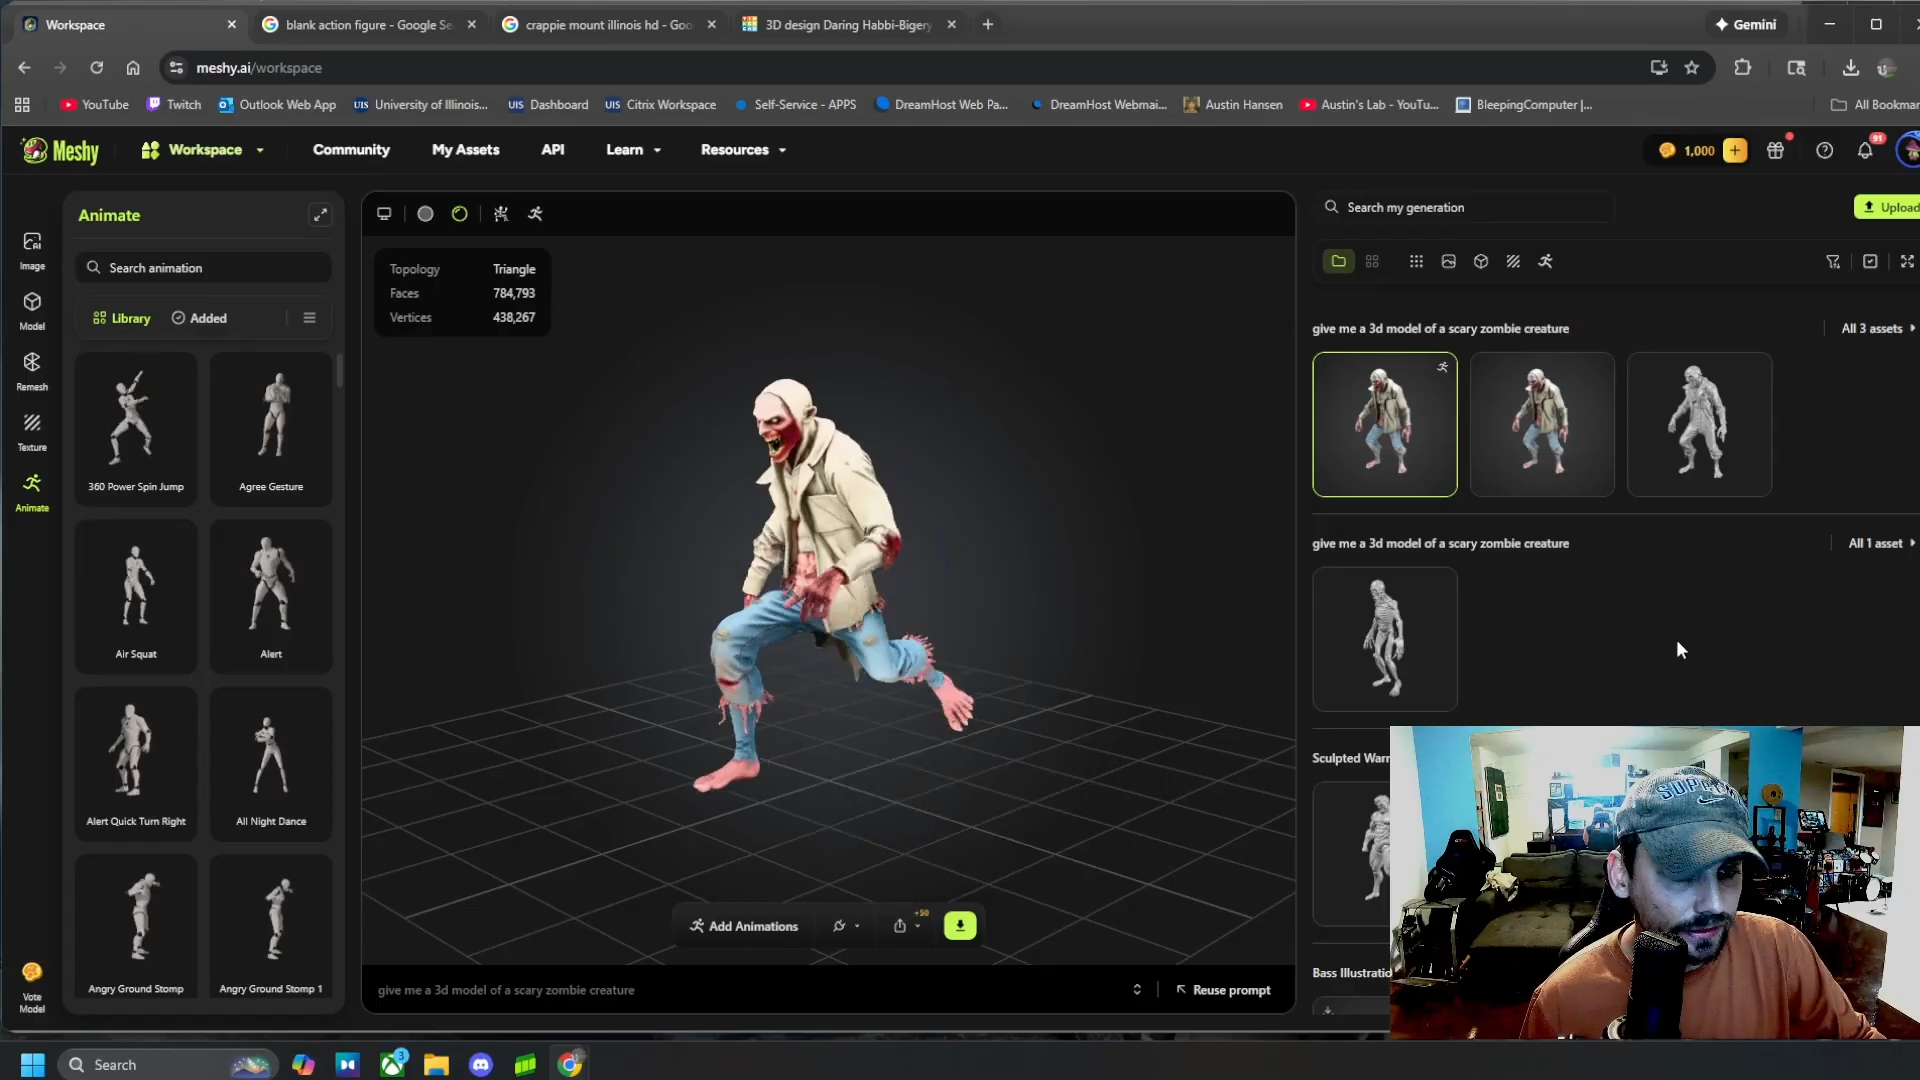 Workspace
blank action figure - Google Se
crappie mount illinois hd - Goo
3D design Daring Habbi-Bigery
Gemini
meshy.ai/workspace
YouTube
Twitch
Outlook Web App
UIS University of Illinois...
UIS Dashboard
UIS Citrix Workspace
Self-Service - APPS
DreamHost Web Pa...
DreamHost Webmai...
Austin Hansen
Austin's Lab - YouTu...
BleepingComputer |...
All Bookmar
Meshy
Workspace
Community
My Assets
API
Learn
Resources
1,000
91
Animate
Search animation
Library
Added
Image
Model
Remesh
Texture
Animate
Vote
Model
360 Power Spin Jump
Agree Gesture
Air Squat
Alert
Alert Quick Turn Right
All Night Dance
Angry Ground Stomp
Angry Ground Stomp 1
Topology Triangle
Faces 784,793
Vertices 438,267
Add Animations
+50
give me a 3d model of a scary zombie creature
Reuse prompt
Search my generation
Upload
give me a 3d model of a scary zombie creature
All 3 assets
give me a 3d model of a scary zombie creature
All 1 asset
Sculpted Warr
Bass Illustratio
SUPREME
Search
3